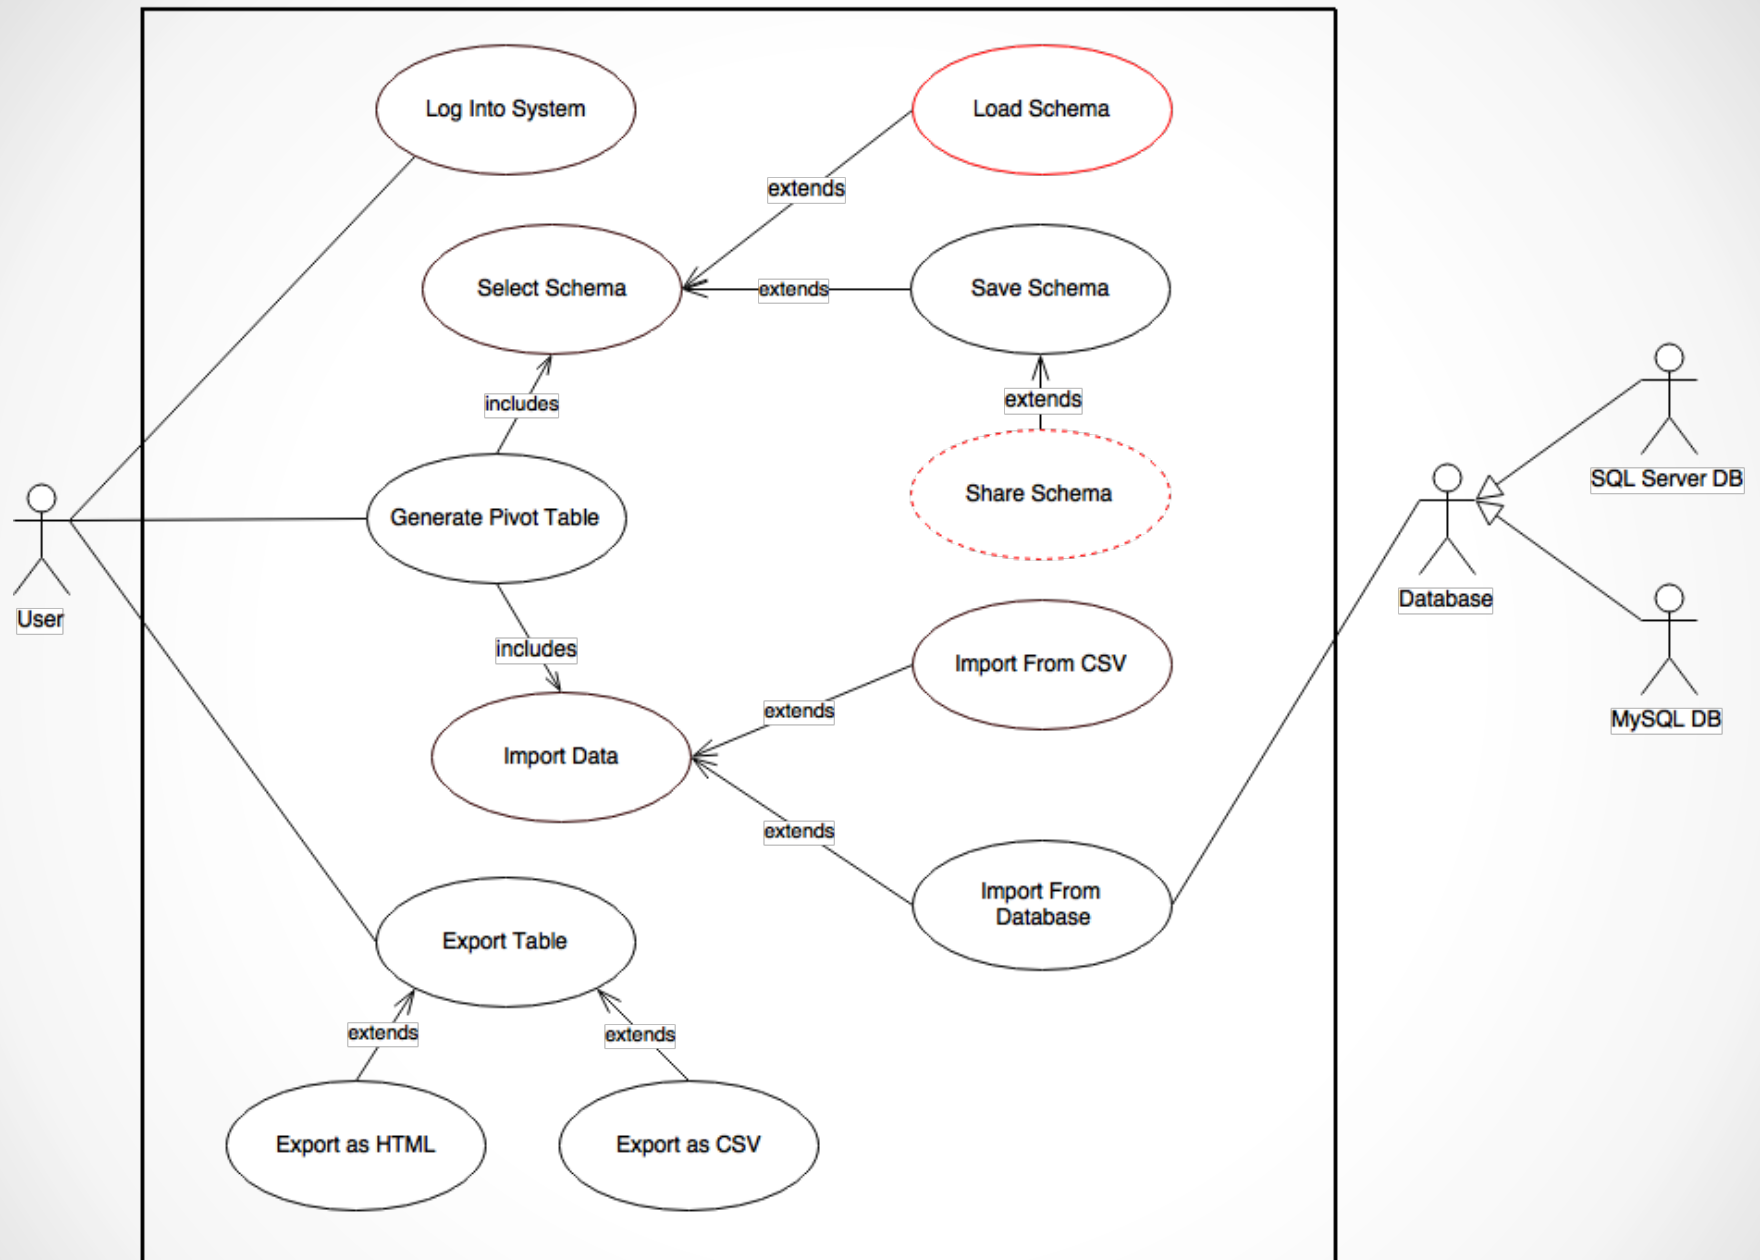 Log Into System
Load Schema
extends
Select Schema
extends
Save Schema
includes
extends
Generate Pivot Table
Share Schema
User
includes
Import From CSV
extends
Import Data
extends
Import From
Database
Export Table
extends
extends
Export as HTML
Export as CSV
SQL Server DB
Database
MySQL DB